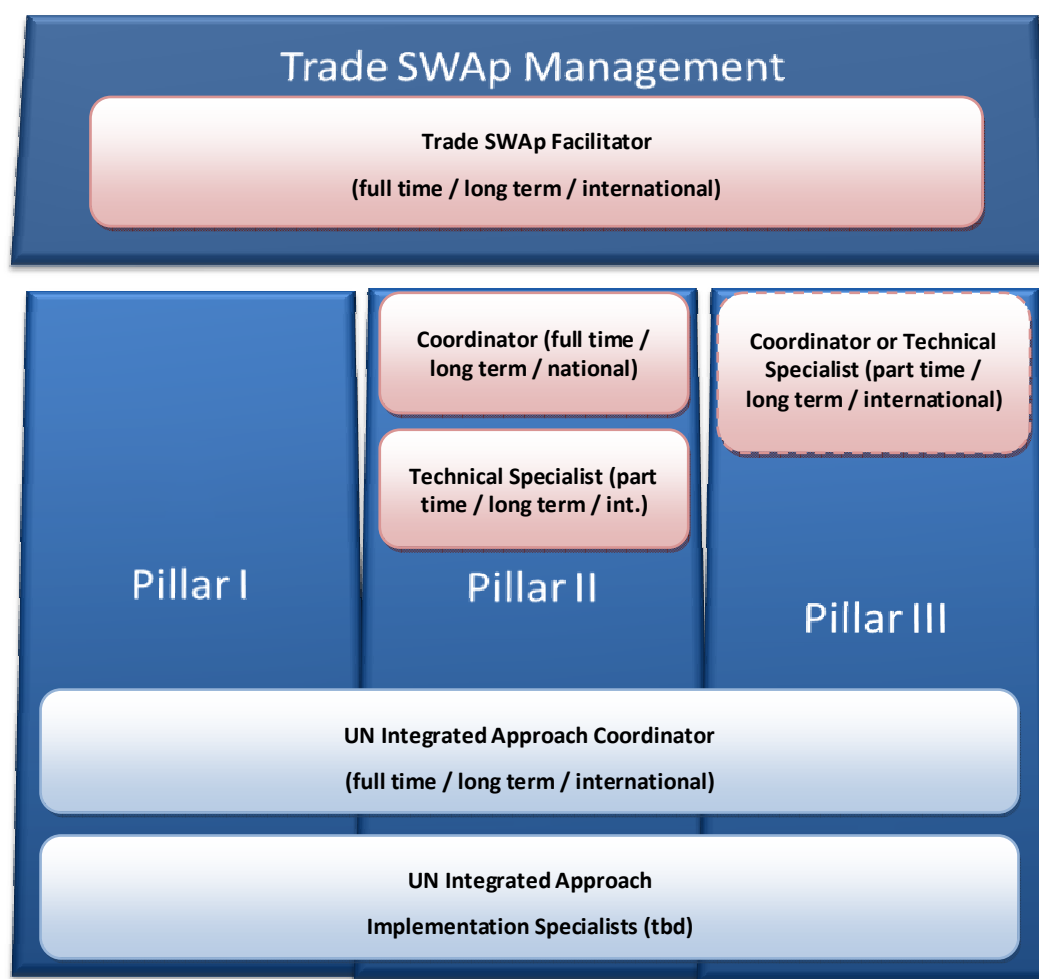 Trade SWAp Management
Trade SWAp Facilitator
(full time / long term / international)
Coordinator (full time /
long term / national)
Technical Specialist (part
time / long term / int.)
Coordinator or Technical
Specialist (part time /
long term / international)
Pillar I
Pillar II
Pillar III
UN Integrated Approach Coordinator
(full time / long term / international)
UN Integrated Approach
Implementation Specialists (tbd)